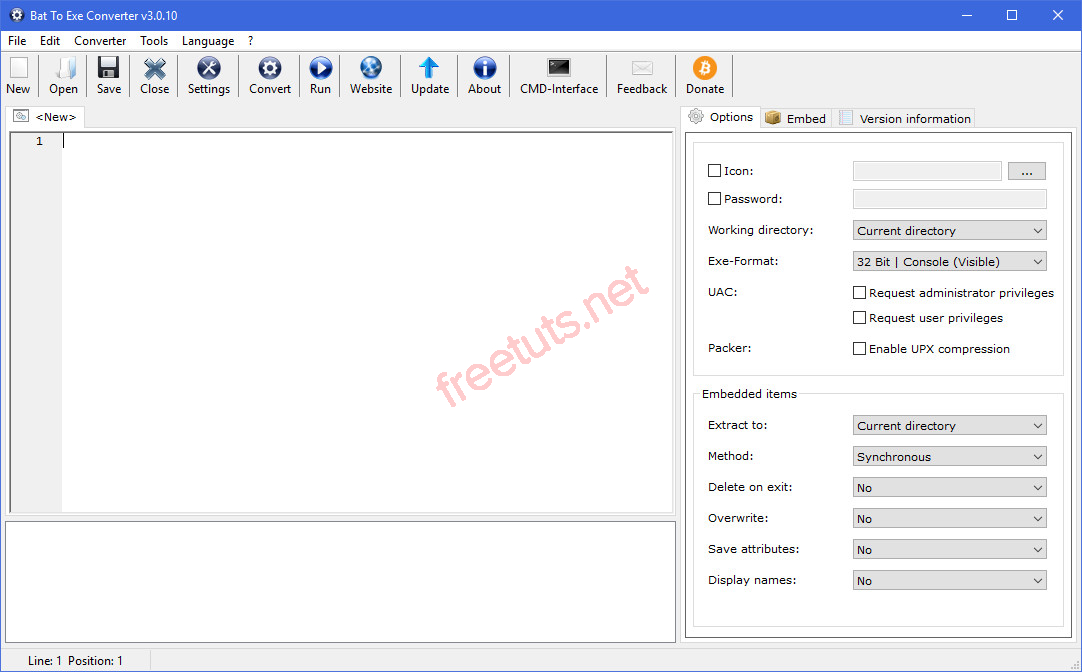 Bat To Exe Converter v3.0.10
File Edit Converter Tools Language ?
New Open Save Close Settings Convert Run Website Update About CMD-Interface Feedback Donate
<New>
1
freetuts.net
Options Embed Version information
Icon: ...
Password:
Working directory: Current directory
Exe-Format: 32 Bit | Console (Visible)
UAC: Request administrator privileges
Request user privileges
Packer: Enable UPX compression
Embedded items
Extract to: Current directory
Method: Synchronous
Delete on exit: No
Overwrite: No
Save attributes: No
Display names: No
Line: 1 Position: 1